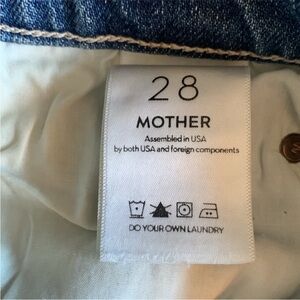 28
MOTHER
Assembled in USA
by both USA and foreign components
DO YOUR OWN LAUNDRY